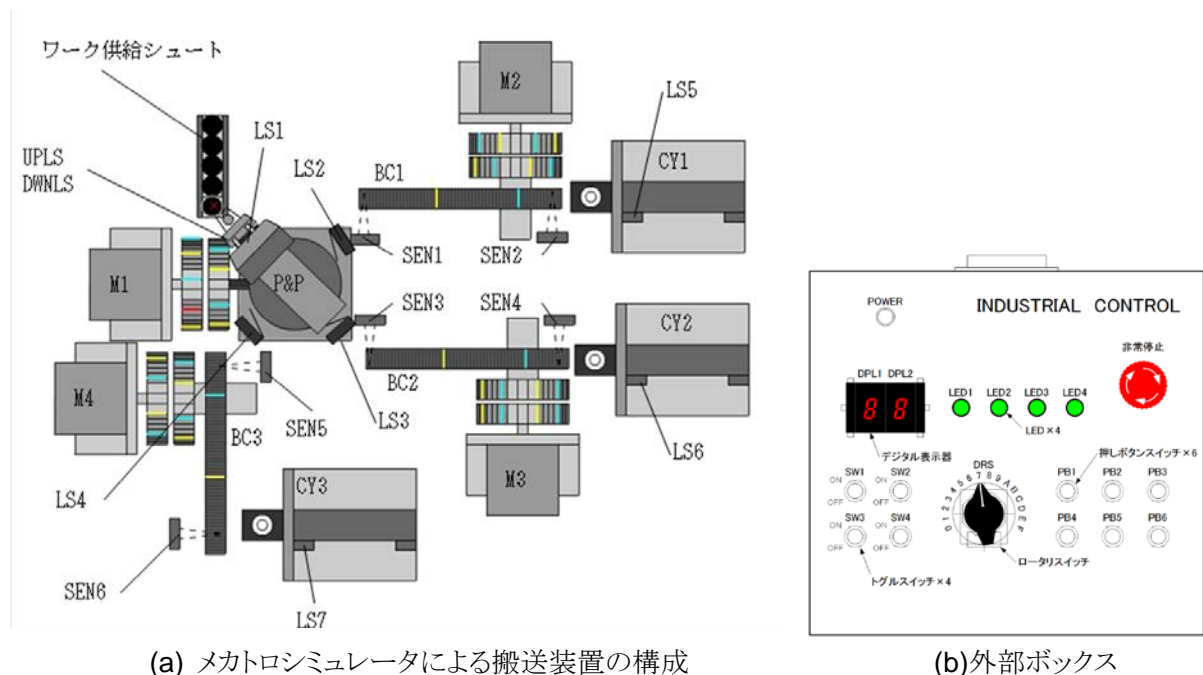 ワーク供給シュート
M2
LS5
LS1
UPLS
DWNLS
LS2
BC1
CY1
SEN1
SEN2
M1
P&P
SEN3
SEN4
CY2
M4
BC2
BC3
SEN5
LS3
LS6
M3
LS4
CY3
SEN6
LS7
(a) メカトロシミュレータによる搬送装置の構成
POWER
INDUSTRIAL CONTROL
非常停止
DPL1 DPL2
8 8
LED1 LED2 LED3 LED4
LED×4
デジタル表示器
押しボタンスイッチ×6
SW1 SW2
ON OFF ON OFF
SW3 SW4
ON OFF ON OFF
DRS
0 1 2 3 4 5 6 7 8 9 A B C D E F
PB1 PB2 PB3
PB4 PB5 PB6
ロータリスイッチ
トグルスイッチ×4
(b)外部ボックス